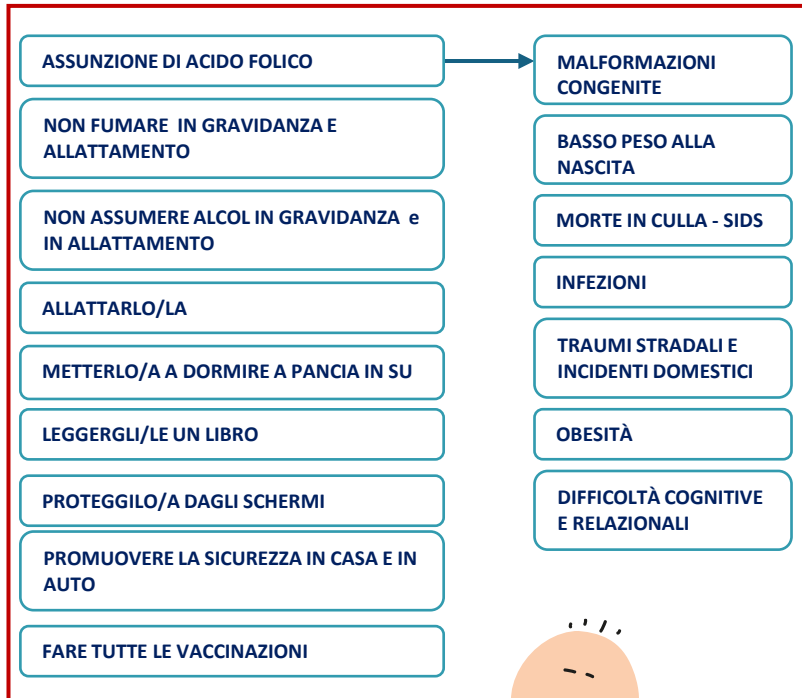 ASSUNZIONE DI ACIDO FOLICO
NON FUMARE IN GRAVIDANZA E
ALLATTAMENTO
NON ASSUMERE ALCOL IN GRAVIDANZA e
IN ALLATTAMENTO
ALLATTARLO/LA
METTERLO/A A DORMIRE A PANCIA IN SU
LEGGERGLI/LE UN LIBRO
PROTEGGILO/A DAGLI SCHERMI
PROMUOVERE LA SICUREZZA IN CASA E IN
AUTO
FARE TUTTE LE VACCINAZIONI
MALFORMAZIONI
CONGENITE
BASSO PESO ALLA
NASCITA
MORTE IN CULLA - SIDS
INFEZIONI
TRAUMI STRADALI E
INCIDENTI DOMESTICI
OBESITÀ
DIFFICOLTÀ COGNITIVE
E RELAZIONALI